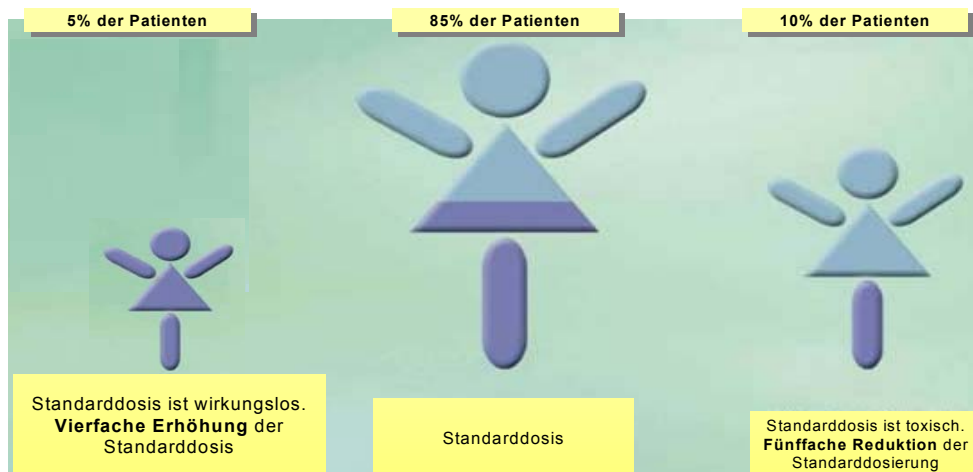 5% der Patienten
85% der Patienten
10% der Patienten
Standarddosis ist wirkungslos.
Vierfache Erhöhung der
Standarddosis
Standarddosis
Standarddosis ist toxisch.
Fünffache Reduktion der
Standarddosierung